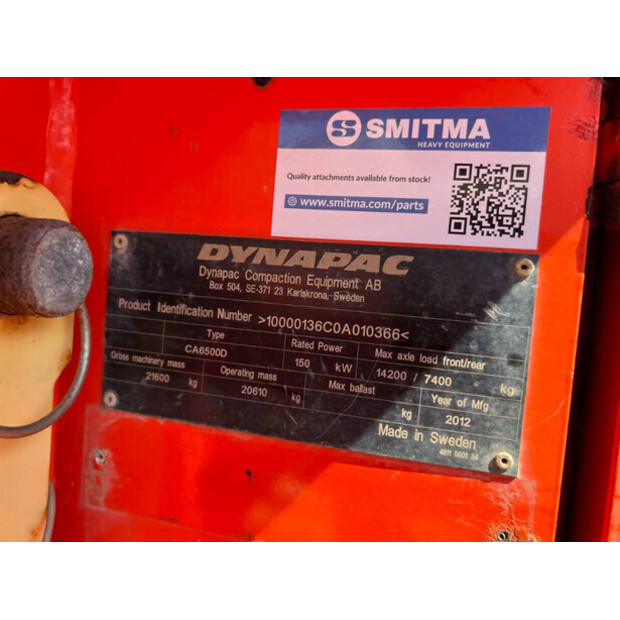 SMITMA
HEAVY EQUIPMENT
Quality attachments available from stock!
www.smitma.com/parts
DYNAPAC
Dynapac Compaction Equipment AB
Box 504, SE-371 23 Karlskrona, Sweden
Product Identification Number >10000136C0A010366<
Type Rated Power Max axle load front/rear
CA6500D 150 kW 14200 / 7400 kg
Gross machinery mass Operating mass Max ballast Year of Mfg
21600 kg 20610 kg kg 2012
Made in Sweden